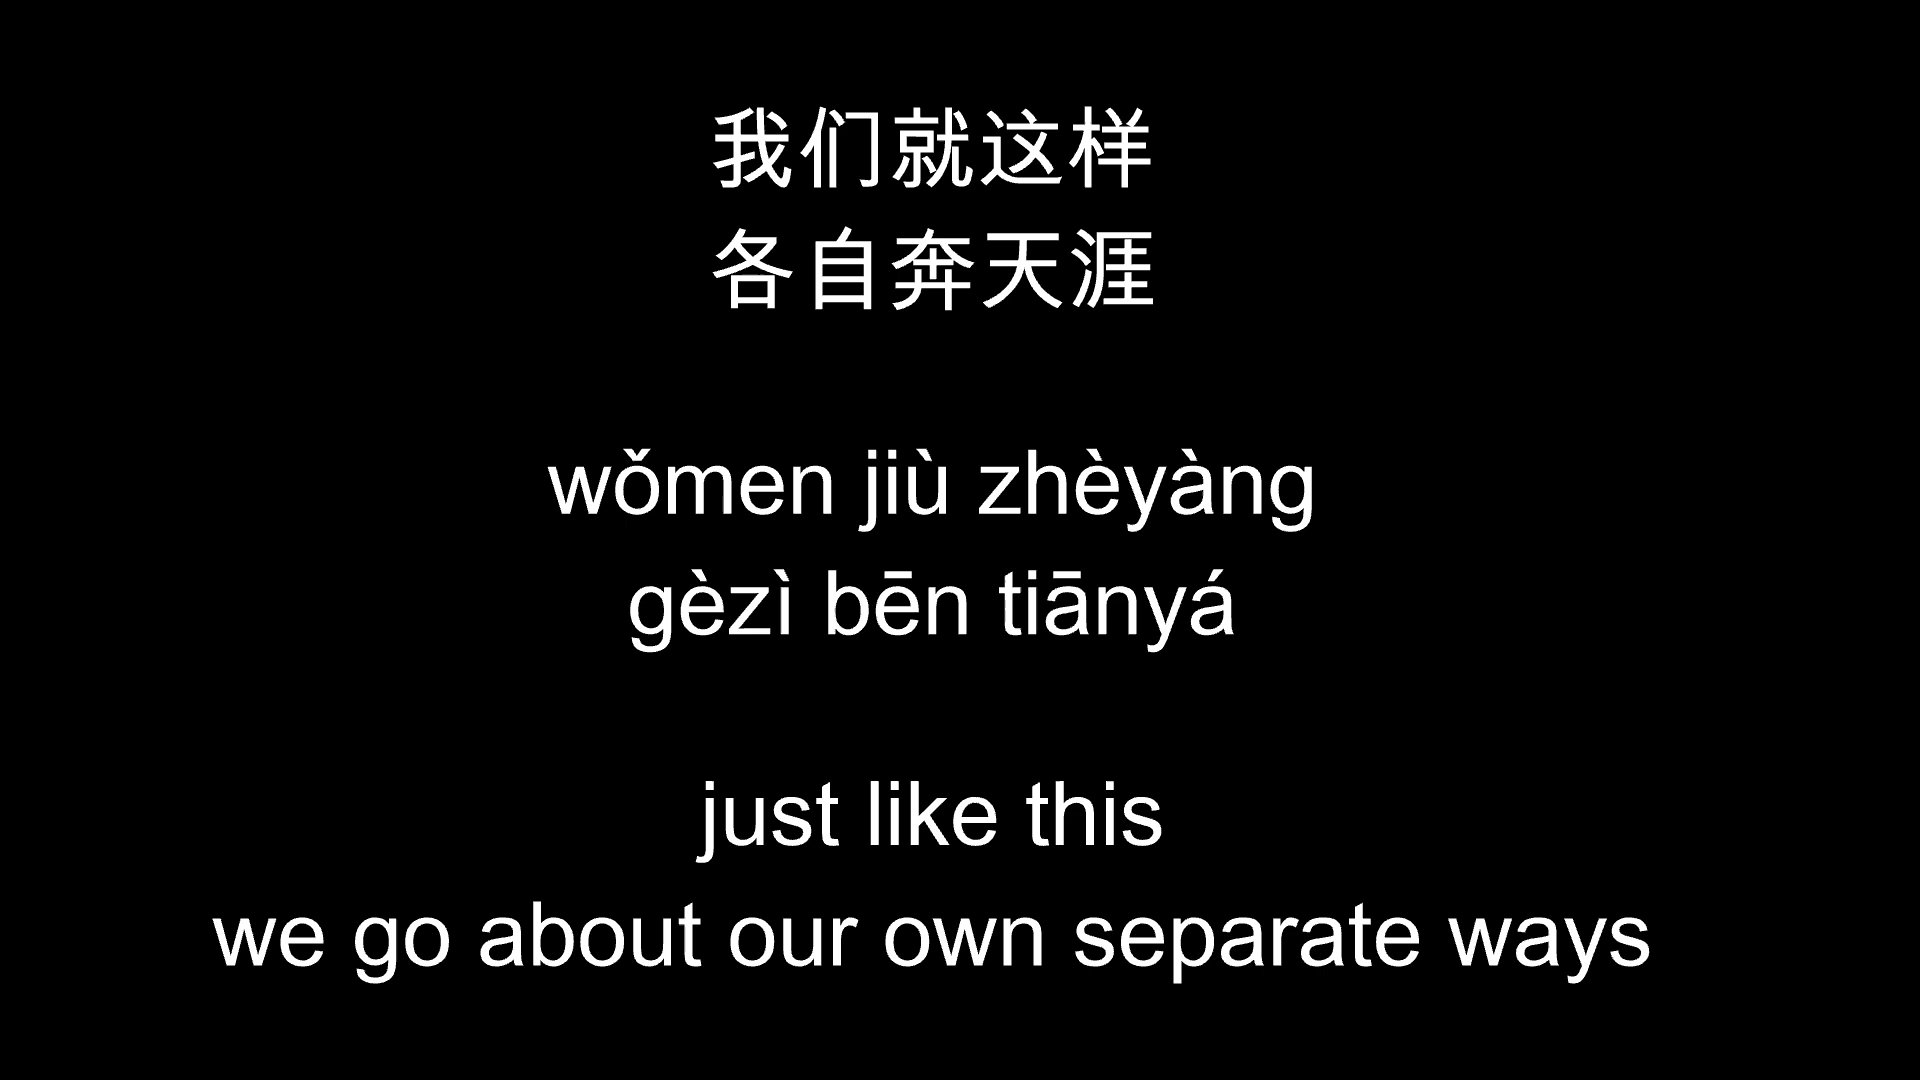 我们就这样
各自奔天涯
wǒmen jiù zhèyàng
gèzì bēn tiānyá
just like this
we go about our own separate ways